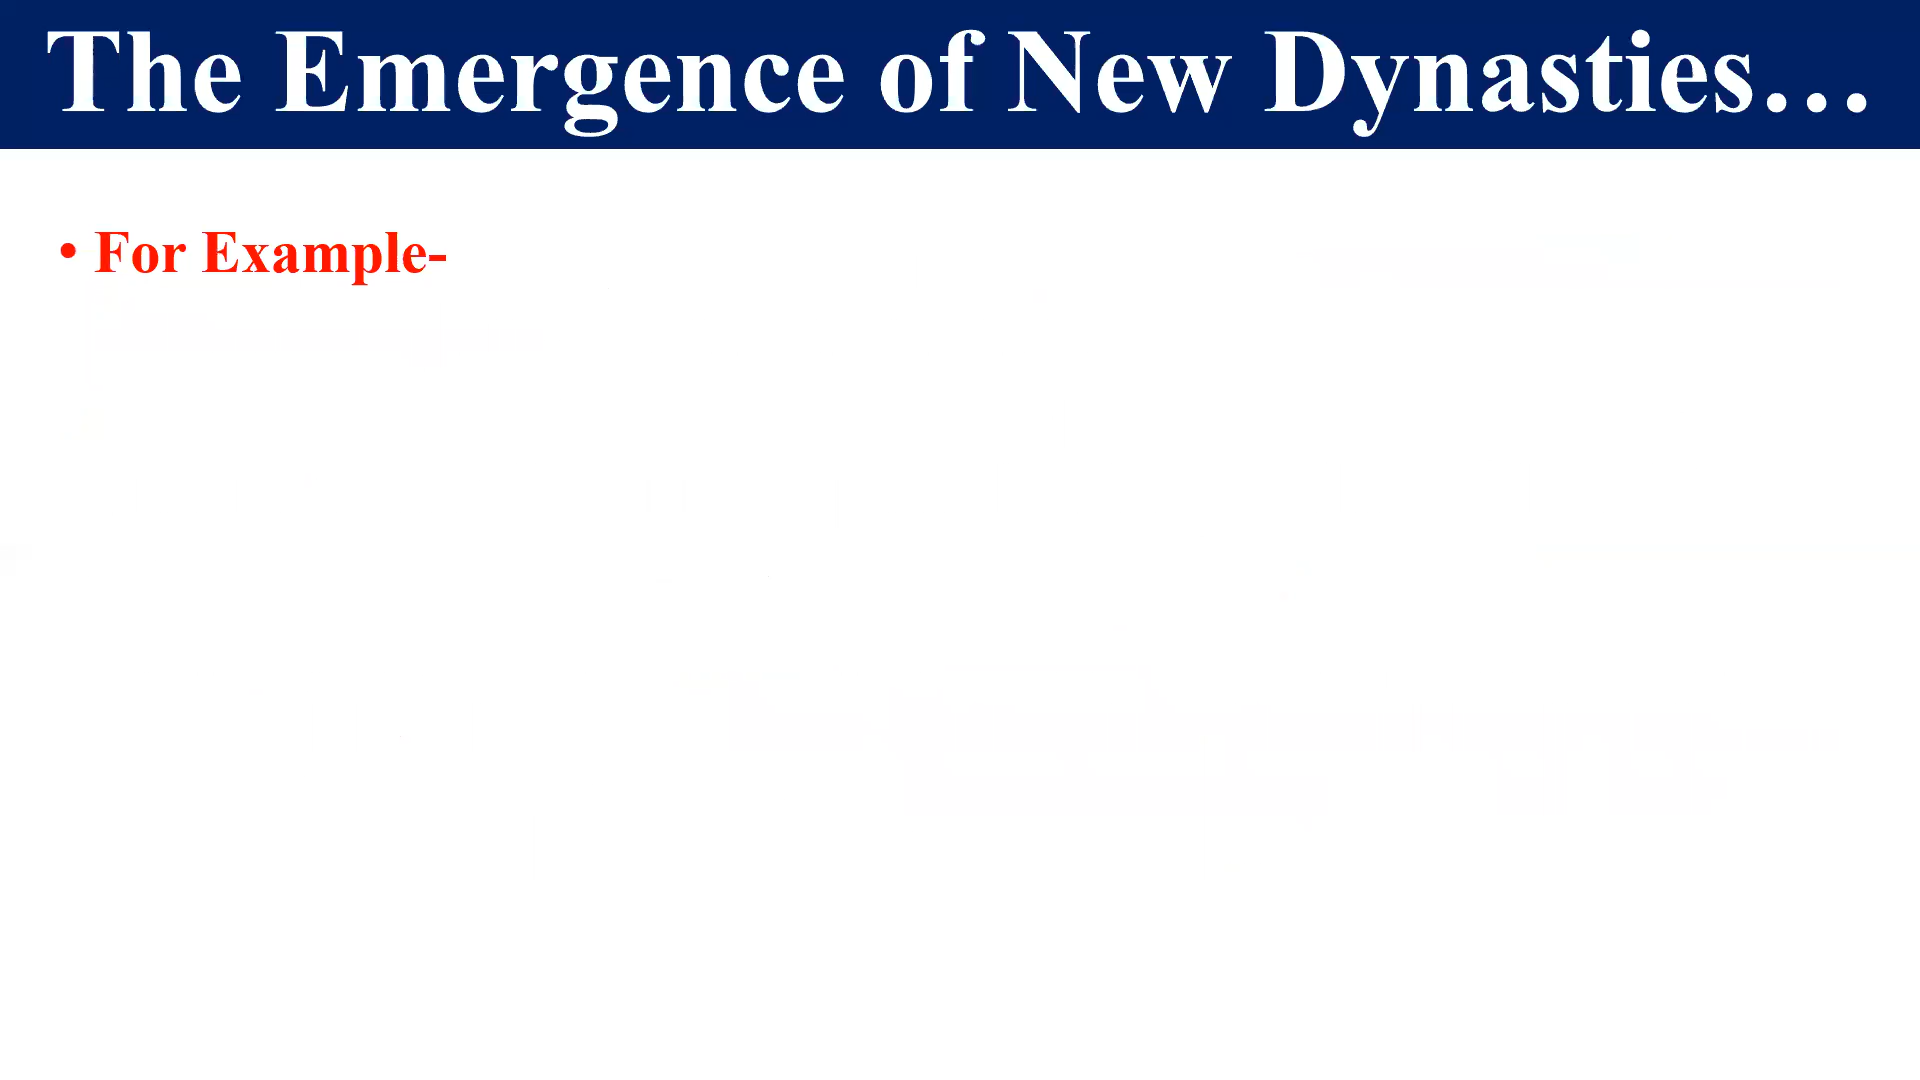 The Emergence of New Dynasties…
• For Example-